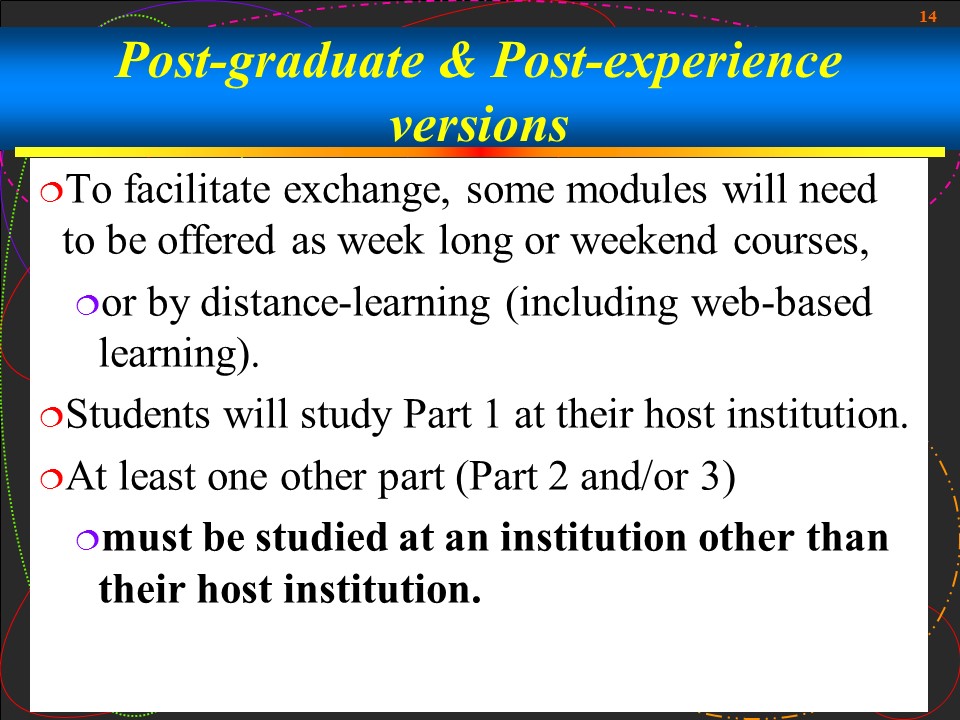 14
Post-graduate & Post-experience
versions
❍To facilitate exchange, some modules will need
to be offered as week long or weekend courses,
❍or by distance-learning (including web-based
learning).
❍Students will study Part 1 at their host institution.
❍At least one other part (Part 2 and/or 3)
❍must be studied at an institution other than
their host institution.